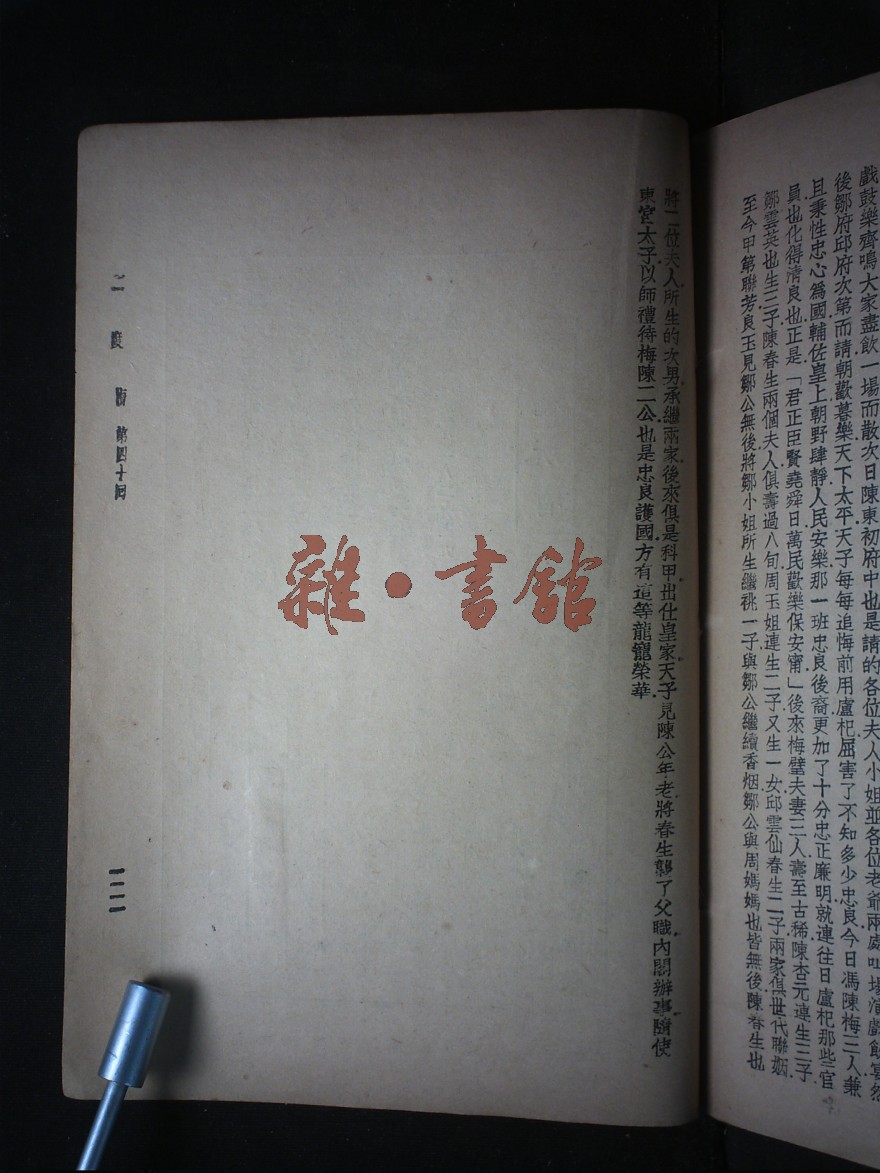 戲鼓樂齊鳴大家盡飲一場而散次日陳東初府中也是請的各位夫人小姐並各位老爺兩處吐場演戲飲宴然
後鄒府邱府次第而請朝歡暮樂天下太平天子每每追悔前用盧杞屈害了不知多少忠良今日馮陳梅三人兼
且秉性忠心爲國輔佐皇上朝野肆靜人民安樂那一班忠良後裔更加了十分忠正廉明就連往日盧杞那些官
員也化得淸良也正是「君正臣賢堯舜日萬民歡樂保安甯」後來梅璧夫妻三人壽至古稀陳杏元連生三子
鄒雲英也生三子陳春生兩個夫人俱壽過八旬周玉姐連生二子又生一女邱雲仙春生二子兩家俱世代聯姻
至今甲第聯芳良玉見鄒公無後將鄒小姐所生繼祧一子與鄒公繼續香烟鄒公與周媽媽也皆無後陳春生也
將二位夫人所生的次男承繼兩家後來俱是科甲出仕皇家天子見陳公年老將春生襲了父職內閣辦事隨使
東宮太子以師禮待梅陳二公也是忠良護國方有這等龍寵榮華
二度梅 第四十回
一二一
雜·書館